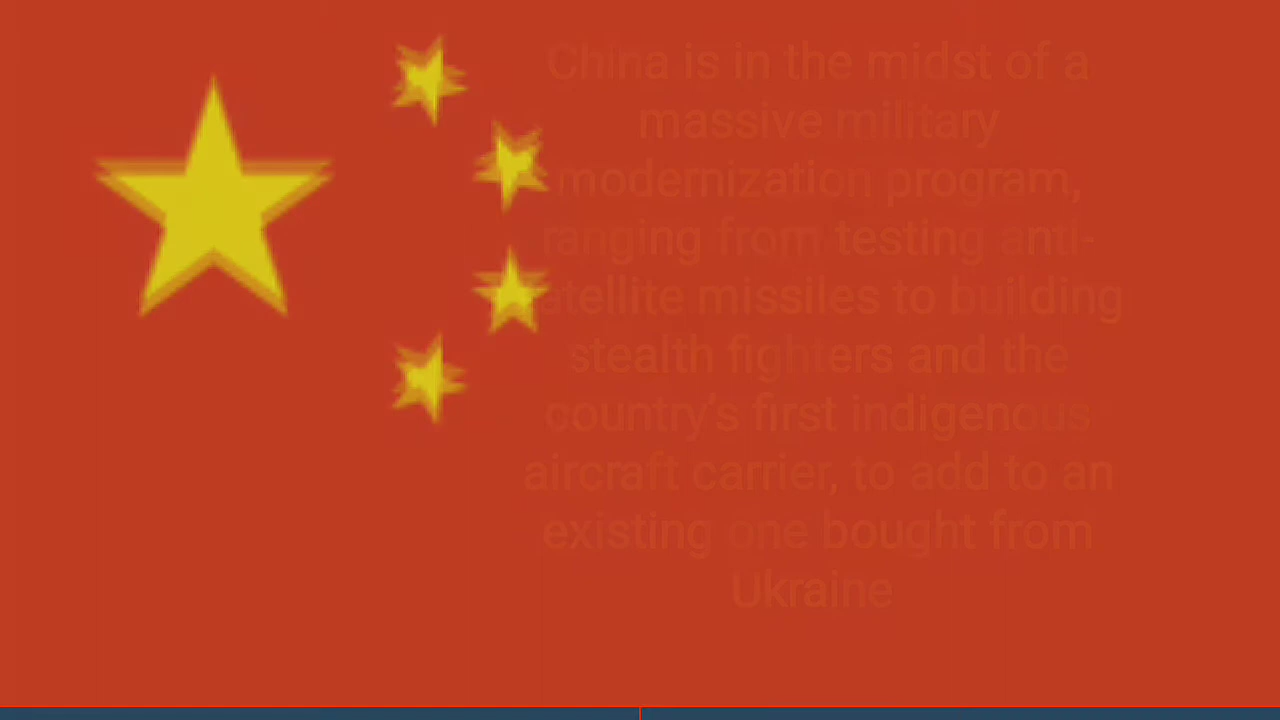 China is in the midst of a
massive military
modernization program,
ranging from testing anti-
satellite missiles to building
stealth fighters and the
country's first indigenous
aircraft carrier, to add to an
existing one bought from
Ukraine